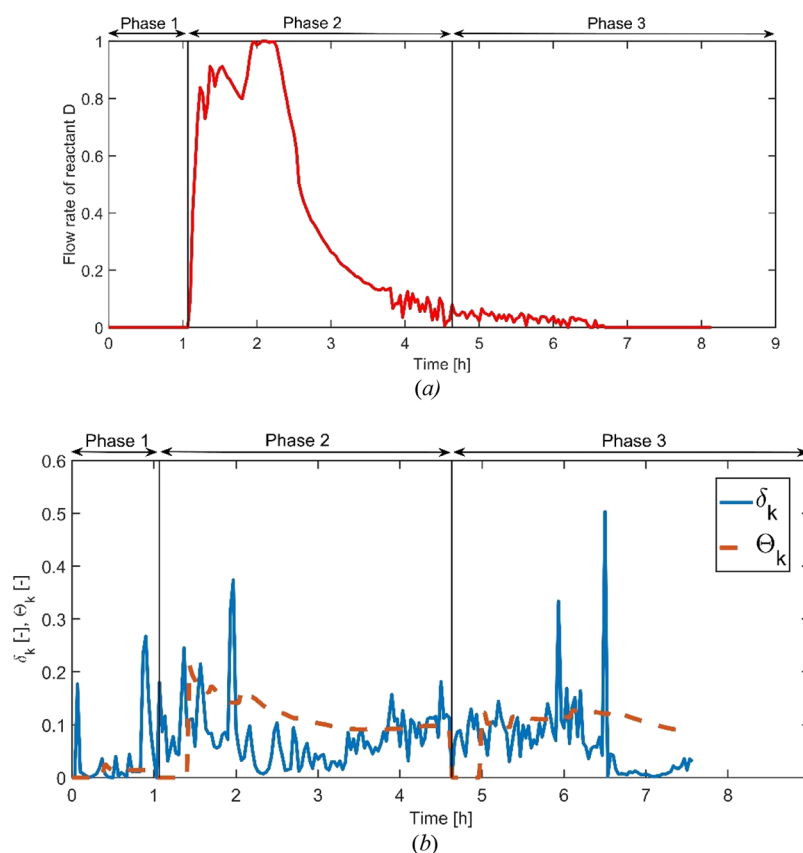 Phase 1 Phase 2 Phase 3
1
0.8
0.6
0.4
0.2
0
Flow rate of reactant D
0 1 2 3 4 5 6 7 8 9
Time [h]
(a)
Phase 1 Phase 2 Phase 3
0.6
0.5
0.4
0.3
0.2
0.1
0
δk [-], Θk [-]
δk
Θk
0 1 2 3 4 5 6 7 8
Time [h]
(b)